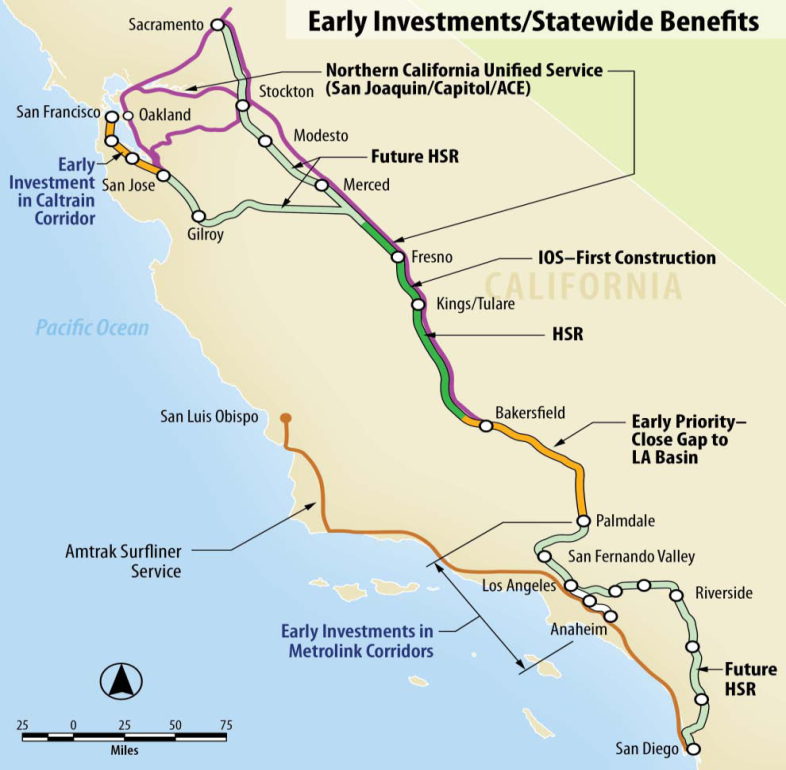 Early Investments/Statewide Benefits
Sacramento
Northern California Unified Service
(San Joaquin/Capitol/ACE)
Stockton
San Francisco
Oakland
Modesto
Future HSR
Early
Investment
in Caltrain
Corridor
San Jose
Merced
Gilroy
Fresno
IOS–First Construction
CALIFORNIA
Kings/Tulare
Pacific Ocean
HSR
San Luis Obispo
Bakersfield
Early Priority–
Close Gap to
LA Basin
Palmdale
Amtrak Surfliner
Service
San Fernando Valley
Los Angeles
Riverside
Anaheim
Early Investments in
Metrolink Corridors
Future
HSR
25 0 25 50 75
Miles
San Diego